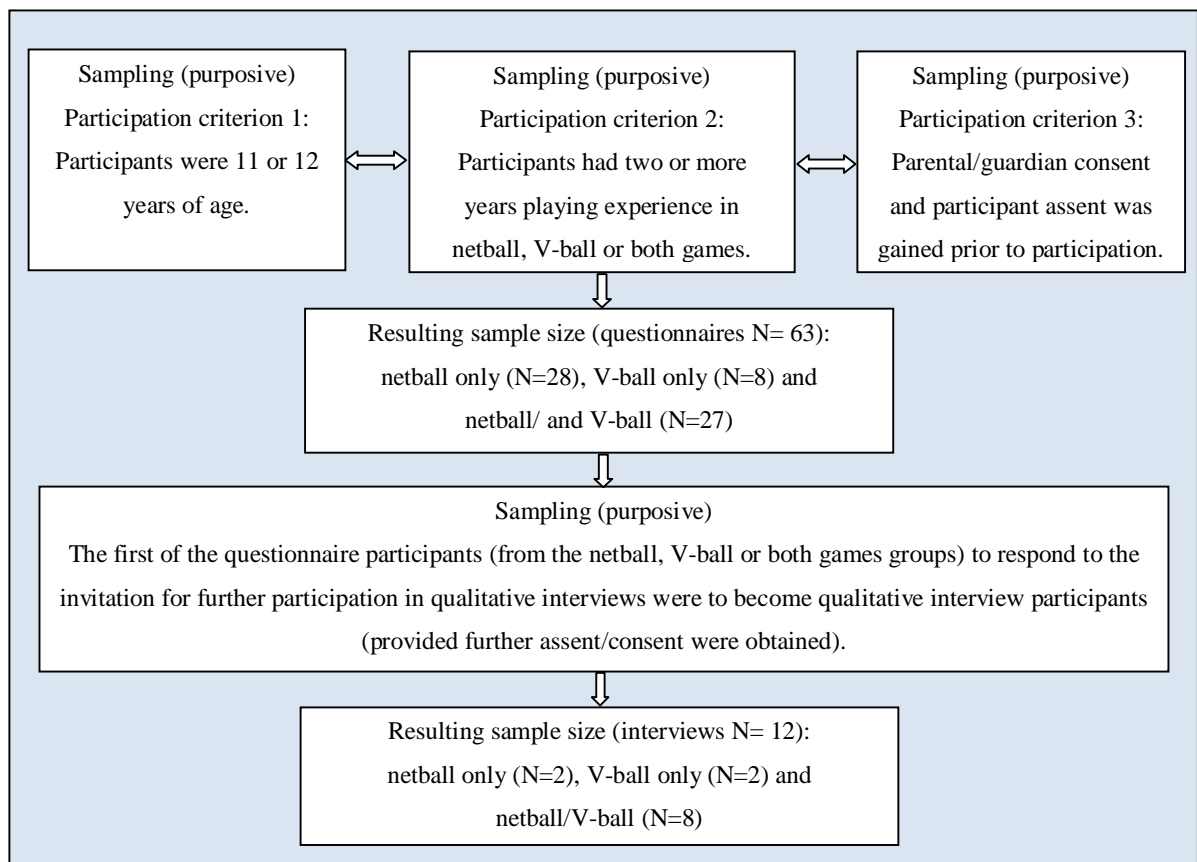 Sampling (purposive)
Participation criterion 1:
Participants were 11 or 12
years of age.
Sampling (purposive)
Participation criterion 2:
Participants had two or more
years playing experience in
netball, V-ball or both games.
Sampling (purposive)
Participation criterion 3:
Parental/guardian consent
and participant assent was
gained prior to participation.
Resulting sample size (questionnaires N= 63):
netball only (N=28), V-ball only (N=8) and
netball/ and V-ball (N=27)
Sampling (purposive)
The first of the questionnaire participants (from the netball, V-ball or both games groups) to respond to the
invitation for further participation in qualitative interviews were to become qualitative interview participants
(provided further assent/consent were obtained).
Resulting sample size (interviews N= 12):
netball only (N=2), V-ball only (N=2) and
netball/V-ball (N=8)